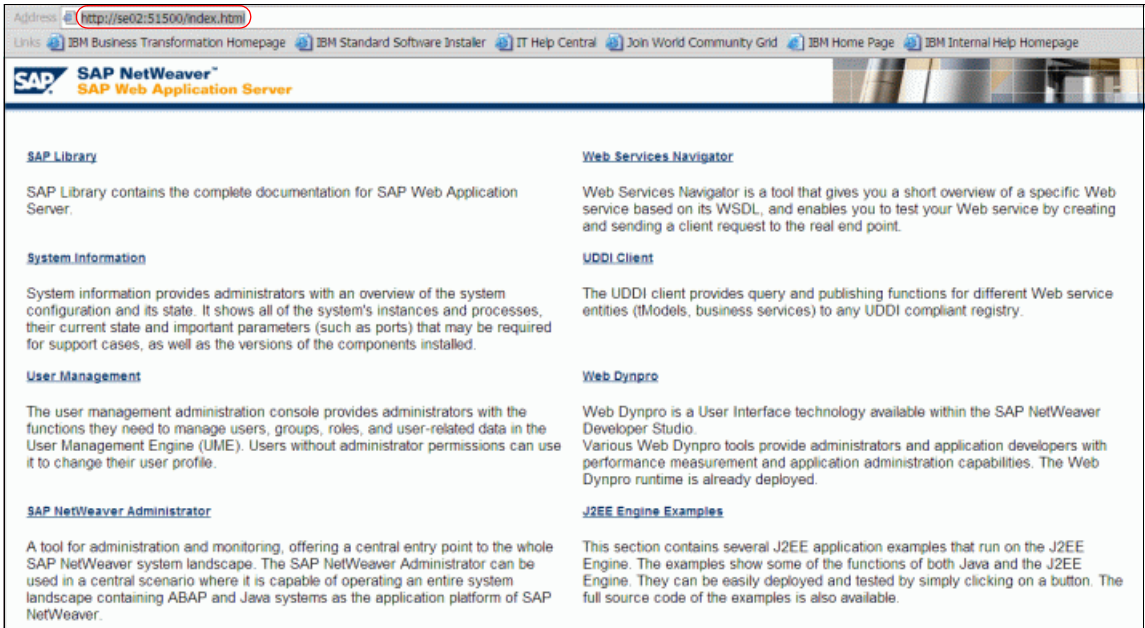 Address http://se02:51500/index.html
Links IBM Business Transformation Homepage IBM Standard Software Installer IT Help Central Join World Community Grid IBM Home Page IBM Internal Help Homepage
SAP SAP NetWeaver™
SAP Web Application Server
SAP Library
SAP Library contains the complete documentation for SAP Web Application
Server.
System Information
System information provides administrators with an overview of the system
configuration and its state. It shows all of the system's instances and processes,
their current state and important parameters (such as ports) that may be required
for support cases, as well as the versions of the components installed.
User Management
The user management administration console provides administrators with the
functions they need to manage users, groups, roles, and user-related data in the
User Management Engine (UME). Users without administrator permissions can use
it to change their user profile.
SAP NetWeaver Administrator
A tool for administration and monitoring, offering a central entry point to the whole
SAP NetWeaver system landscape. The SAP NetWeaver Administrator can be
used in a central scenario where it is capable of operating an entire system
landscape containing ABAP and Java systems as the application platform of SAP
NetWeaver.
Web Services Navigator
Web Services Navigator is a tool that gives you a short overview of a specific Web
service based on its WSDL, and enables you to test your Web service by creating
and sending a client request to the real end point.
UDDI Client
The UDDI client provides query and publishing functions for different Web service
entities (tModels, business services) to any UDDI compliant registry.
Web Dynpro
Web Dynpro is a User Interface technology available within the SAP NetWeaver
Developer Studio.
Various Web Dynpro tools provide administrators and application developers with
performance measurement and application administration capabilities. The Web
Dynpro runtime is already deployed.
J2EE Engine Examples
This section contains several J2EE application examples that run on the J2EE
Engine. The examples show some of the functions of both Java and the J2EE
Engine. They can be easily deployed and tested by simply clicking on a button. The
full source code of the examples is also available.